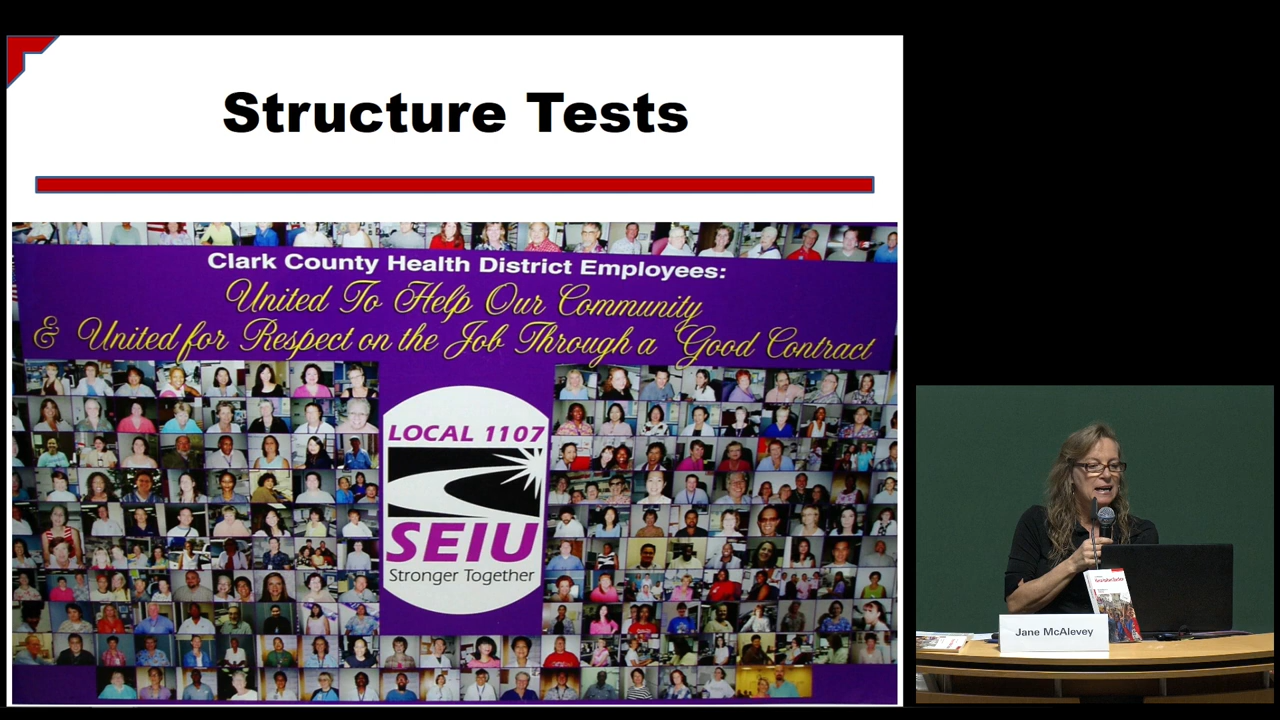 Structure Tests
Clark County Health District Employees:
United To Help Our Community
& United for Respect on the Job Through a Good Contract
LOCAL 1107
SEIU
Stronger Together
Jane McAlevey